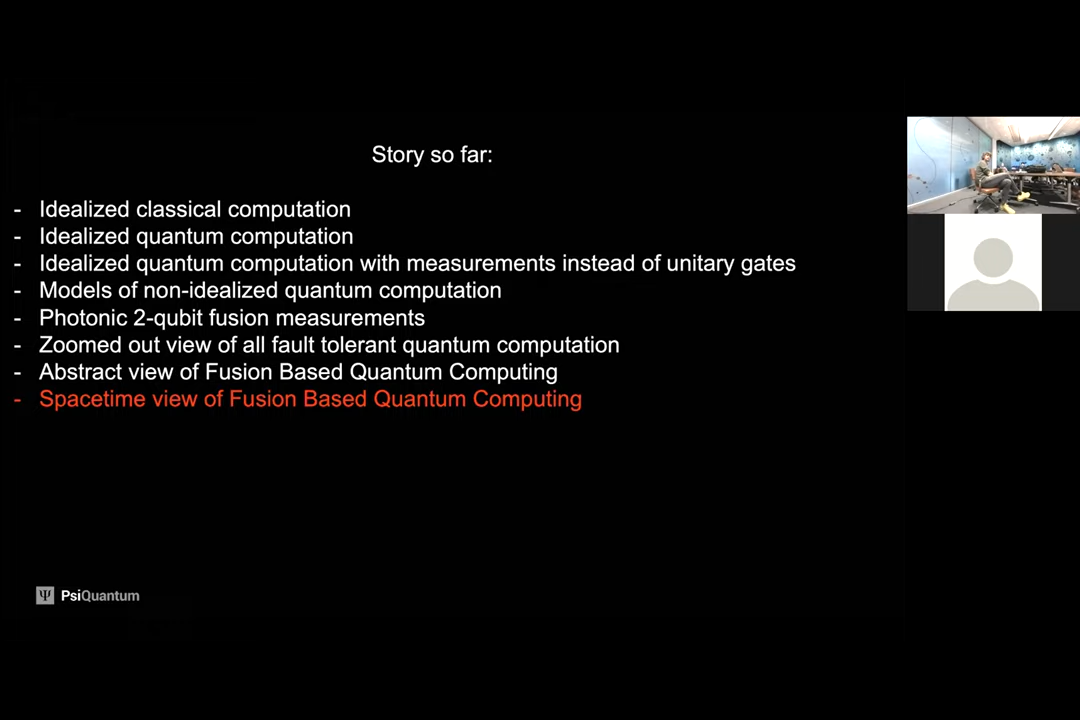 Story so far:
- Idealized classical computation
- Idealized quantum computation
- Idealized quantum computation with measurements instead of unitary gates
- Models of non-idealized quantum computation
- Photonic 2-qubit fusion measurements
- Zoomed out view of all fault tolerant quantum computation
- Abstract view of Fusion Based Quantum Computing
- Spacetime view of Fusion Based Quantum Computing
Ψ PsiQuantum